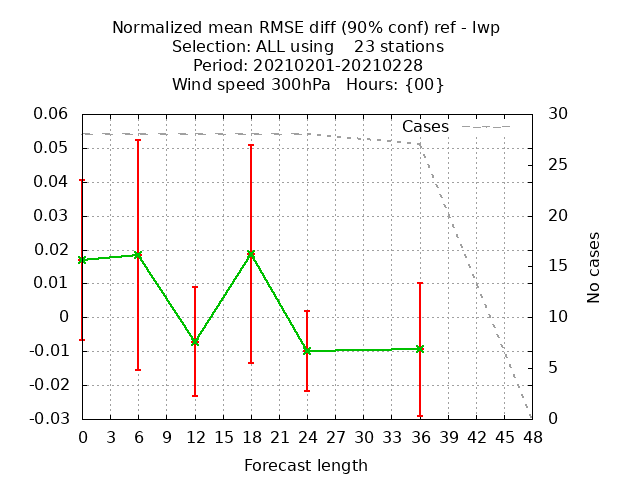 Normalized mean RMSE diff (90% conf) ref - lwp
Selection: ALL using    23 stations
Period: 20210201-20210228
Wind speed 300hPa   Hours: {00}
Cases
0.06
0.05
0.04
0.03
0.02
0.01
0
-0.01
-0.02
-0.03
30
25
20
15
10
5
0
No cases
0 3 6 9 12 15 18 21 24 27 30 33 36 39 42 45 48
Forecast length